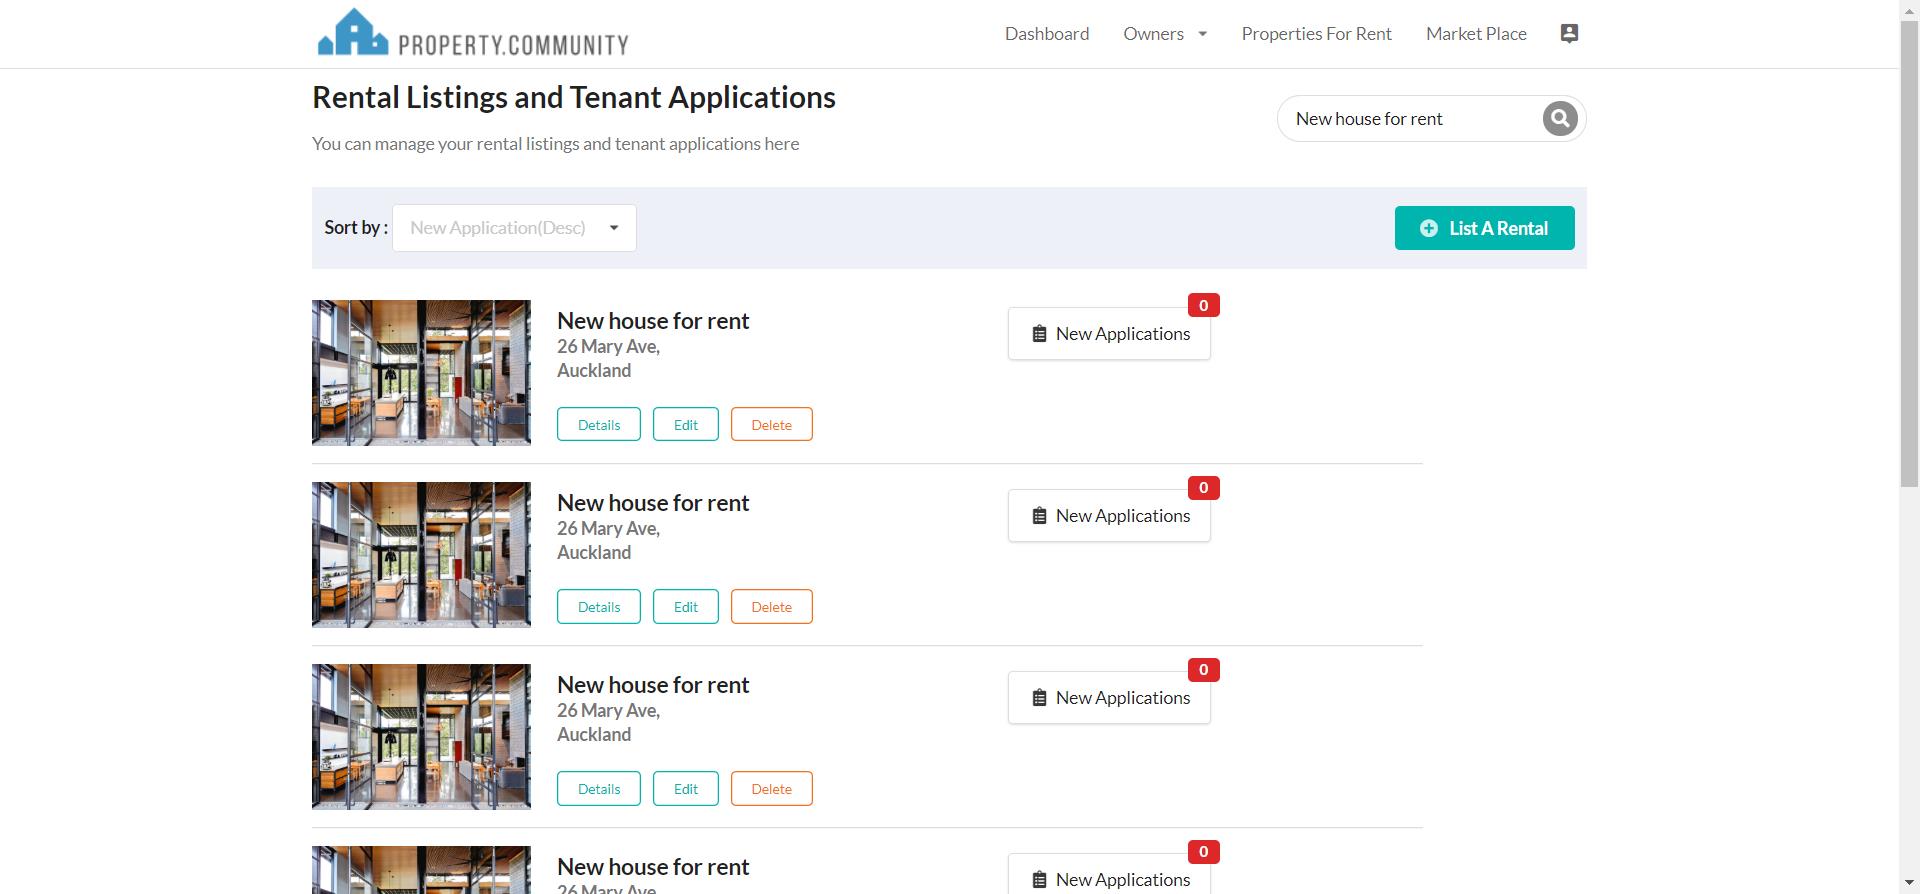 PROPERTY.COMMUNITY
Dashboard
Owners
Properties For Rent
Market Place
Rental Listings and Tenant Applications
You can manage your rental listings and tenant applications here
New house for rent
Sort by :
New Application(Desc)
List A Rental
New house for rent
26 Mary Ave,
Auckland
Details
Edit
Delete
0
New Applications
New house for rent
26 Mary Ave,
Auckland
Details
Edit
Delete
0
New Applications
New house for rent
26 Mary Ave,
Auckland
Details
Edit
Delete
0
New Applications
New house for rent
26 Mary Ave,
0
New Applications